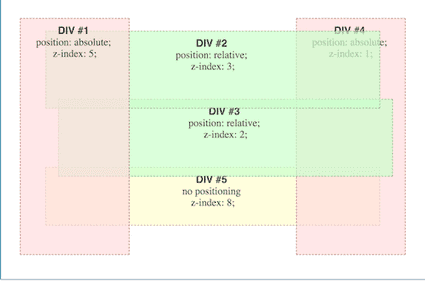 DIV #1
position: absolute;
z-index: 5;
DIV #2
position: relative;
z-index: 3;
DIV #3
position: relative;
z-index: 2;
DIV #4
position: absolute;
z-index: 1;
DIV #5
no positioning
z-index: 8;